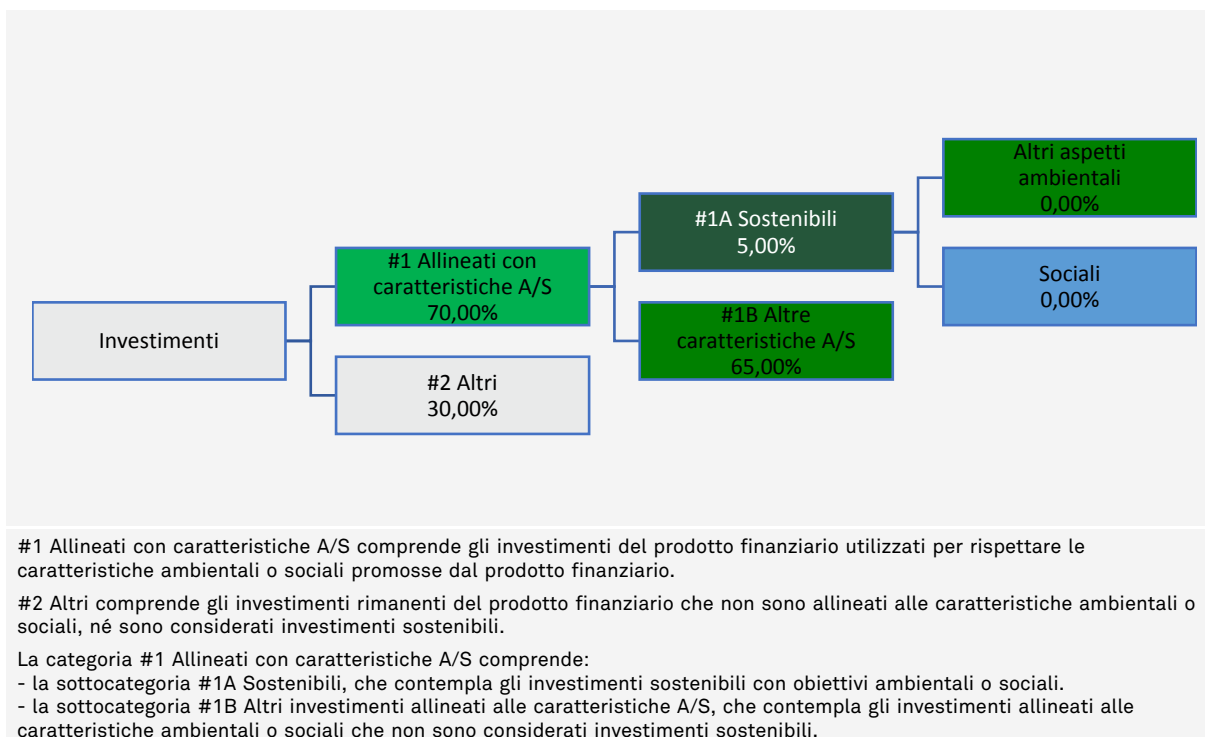 Investimenti
#1 Allineati con
caratteristiche A/S
70,00%
#2 Altri
30,00%
#1A Sostenibili
5,00%
#1B Altre
caratteristiche A/S
65,00%
Altri aspetti
ambientali
0,00%
Sociali
0,00%
#1 Allineati con caratteristiche A/S comprende gli investimenti del prodotto finanziario utilizzati per rispettare le
caratteristiche ambientali o sociali promosse dal prodotto finanziario.
#2 Altri comprende gli investimenti rimanenti del prodotto finanziario che non sono allineati alle caratteristiche ambientali o
sociali, né sono considerati investimenti sostenibili.
La categoria #1 Allineati con caratteristiche A/S comprende:
- la sottocategoria #1A Sostenibili, che contempla gli investimenti sostenibili con obiettivi ambientali o sociali.
- la sottocategoria #1B Altri investimenti allineati alle caratteristiche A/S, che contempla gli investimenti allineati alle
caratteristiche ambientali o sociali che non sono considerati investimenti sostenibili.